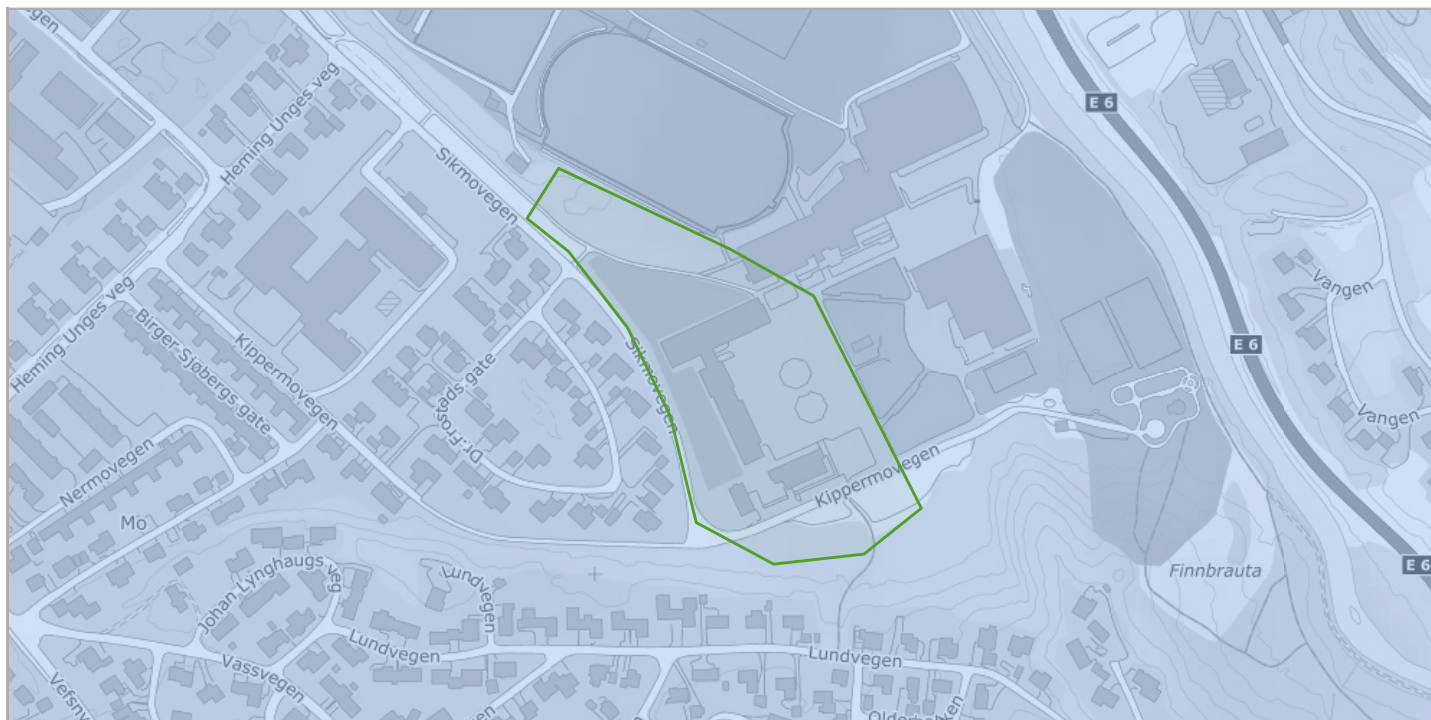 Heming Unges veg
E 6
Sikmovegen
Vangen
Heming Unges veg
Birger Sjøbergs gate
Kippermovegen
Dr.Frostads gate
Sikmovegen
E 6
Vangen
Nermovegen
Kippermovegen
Mo
E 6
Finnbrauta
Johan Lynghaugs veg
Lundvegen
Lundvegen
Lundvegen
Vassvegen